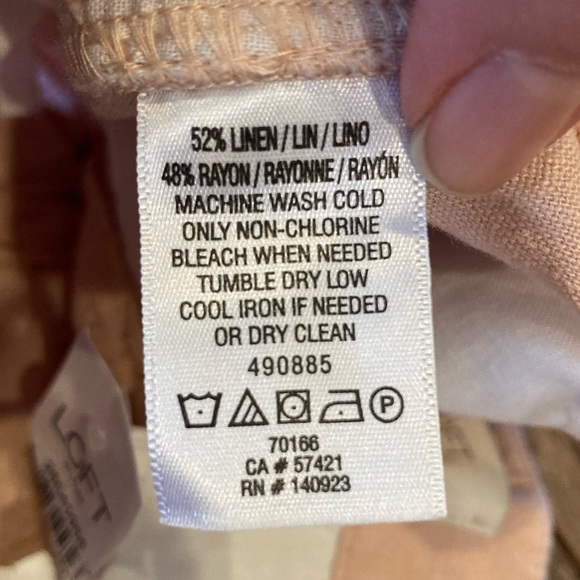 52% LINEN / LIN / LINO
48% RAYON / RAYONNE / RAYÓN
MACHINE WASH COLD
ONLY NON-CHLORINE
BLEACH WHEN NEEDED
TUMBLE DRY LOW
COOL IRON IF NEEDED
OR DRY CLEAN
490885
P
70166
CA # 57421
RN # 140923
LOFT